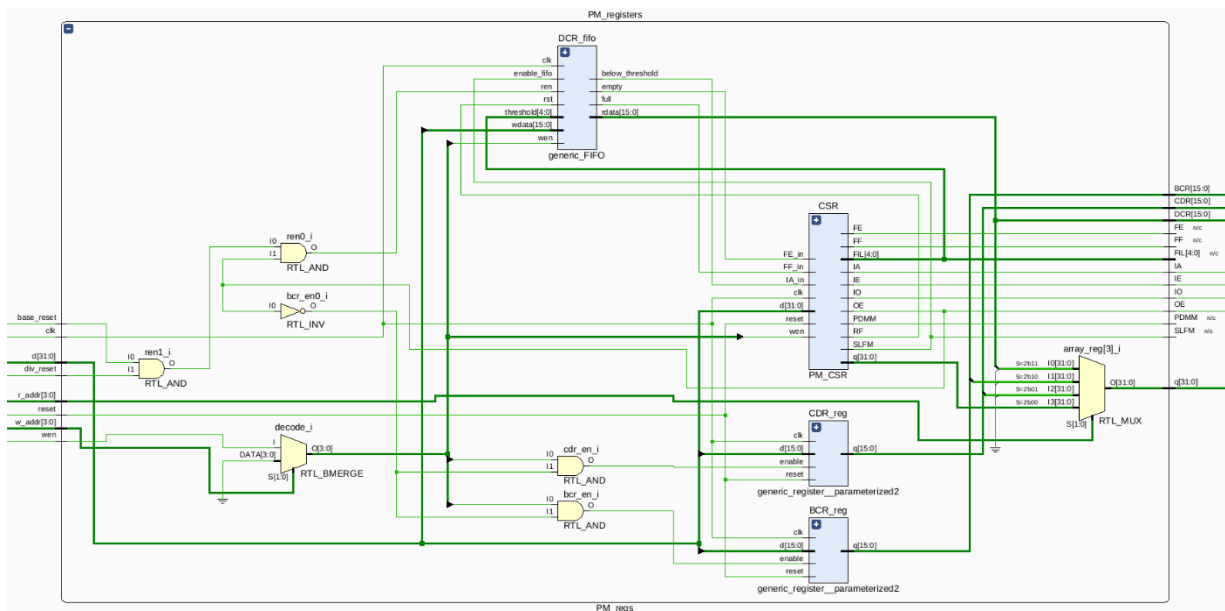 PM_registers
DCR_fifo
clk
enable_fifo
ren
rst
threshold[4:0]
wdata[15:0]
wen
below_threshold
empty
full
rdata[15:0]
generic_FIFO
ren0_i
I0
I1
O
RTL_AND
bcr_en0_i
I0
O
RTL_INV
ren1_i
I0
I1
O
RTL_AND
base_reset
clk
d[31:0]
div_reset
r_addr[3:0]
reset
w_addr[3:0]
wen
decode_i
I
DATA[3:0]
S[1:0]
O[3:0]
RTL_BMERGE
cdr_en_i
I0
I1
O
RTL_AND
bcr_en_i
I0
I1
O
RTL_AND
CSR
FE_in
FF_in
IA_in
clk
d[31:0]
reset
wen
FE
FF
FIL[4:0]
IA
IE
IO
OE
PDMM
RF
SLFM
q[31:0]
PM_CSR
CDR_reg
clk
d[15:0]
enable
reset
q[15:0]
generic_register__parameterized2
BCR_reg
clk
d[15:0]
enable
reset
q[15:0]
generic_register__parameterized2
array_reg[3]_i
S=2'b11 I0[31:0]
S=2'b10 I1[31:0]
S=2'b01 I2[31:0]
S=2'b00 I3[31:0]
S[1:0]
O[31:0]
RTL_MUX
BCR[15:0]
CDR[15:0]
DCR[15:0]
FE n/c
FF n/c
FIL[4:0] n/c
IA
IE
IO
OE
PDMM n/c
SLFM n/c
q[31:0]
PM_regs